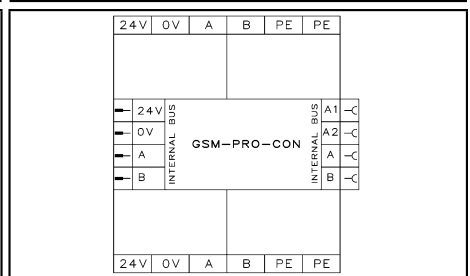 24V 0V A B PE PE
24V INTERNAL BUS GSM-PRO-CON INTERNAL BUS A1
0V A2
A A
B B
24V 0V A B PE PE